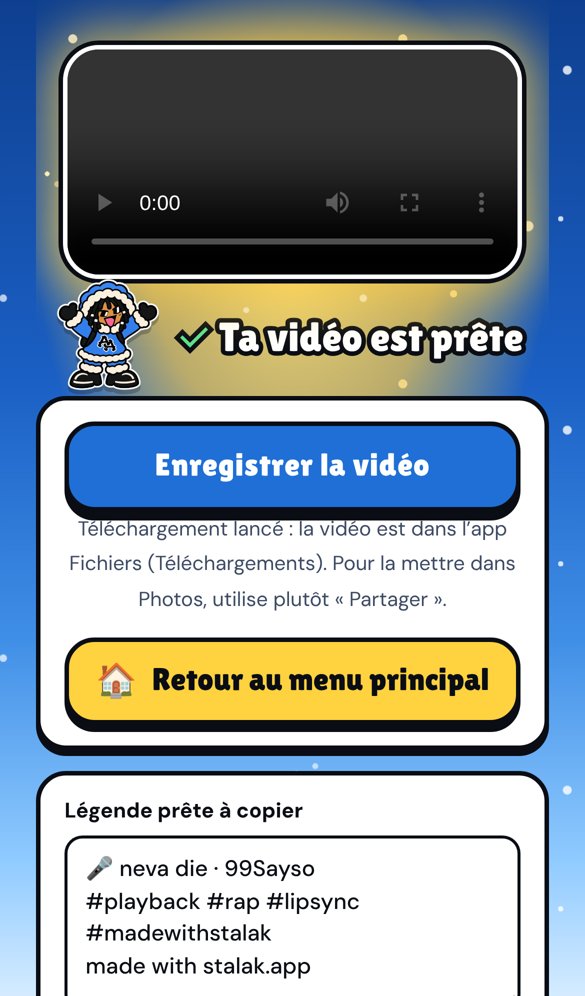 0:00
Ta vidéo est prête
Enregistrer la vidéo
Téléchargement lancé : la vidéo est dans l’app
Fichiers (Téléchargements). Pour la mettre dans
Photos, utilise plutôt « Partager ».
🏠 Retour au menu principal
Légende prête à copier
🎤 neva die · 99Sayso
#playback #rap #lipsync
#madewithstalak
made with stalak.app